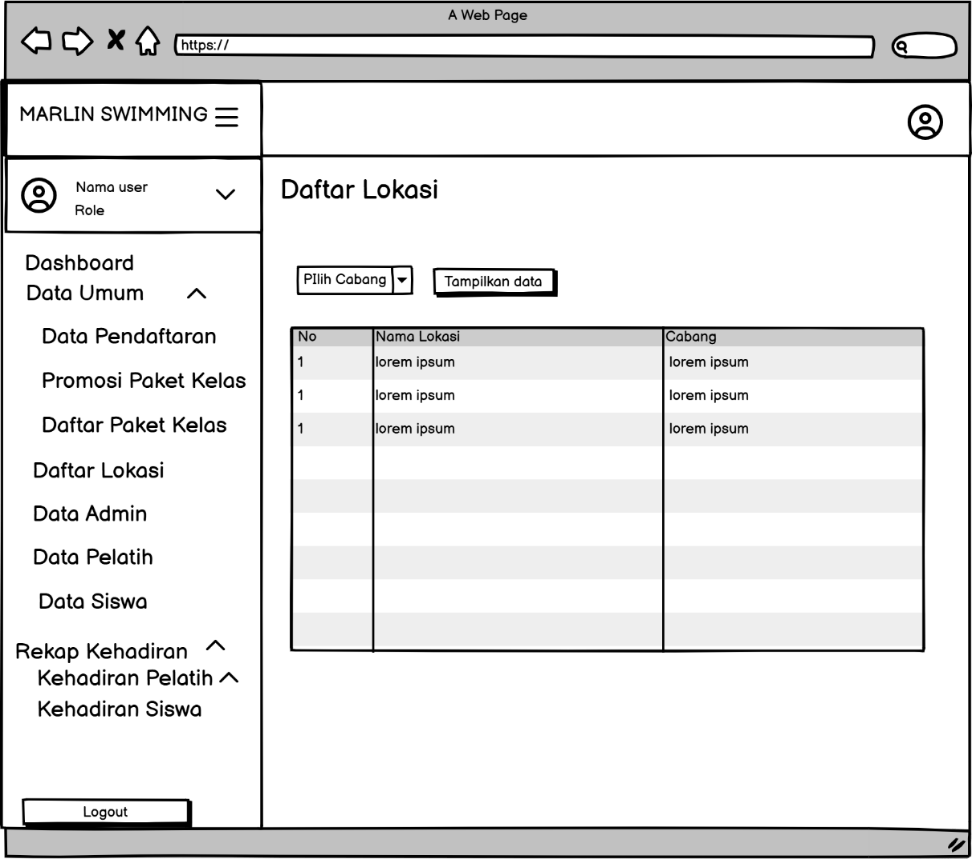 A Web Page
https://
MARLIN SWIMMING
Nama user
Role
Dashboard
Data Umum
Data Pendaftaran
Promosi Paket Kelas
Daftar Paket Kelas
Daftar Lokasi
Data Admin
Data Pelatih
Data Siswa
Rekap Kehadiran
Kehadiran Pelatih
Kehadiran Siswa
Logout
Daftar Lokasi
PIlih Cabang
Tampilkan data
No Nama Lokasi Cabang
1 lorem ipsum lorem ipsum
1 lorem ipsum lorem ipsum
1 lorem ipsum lorem ipsum